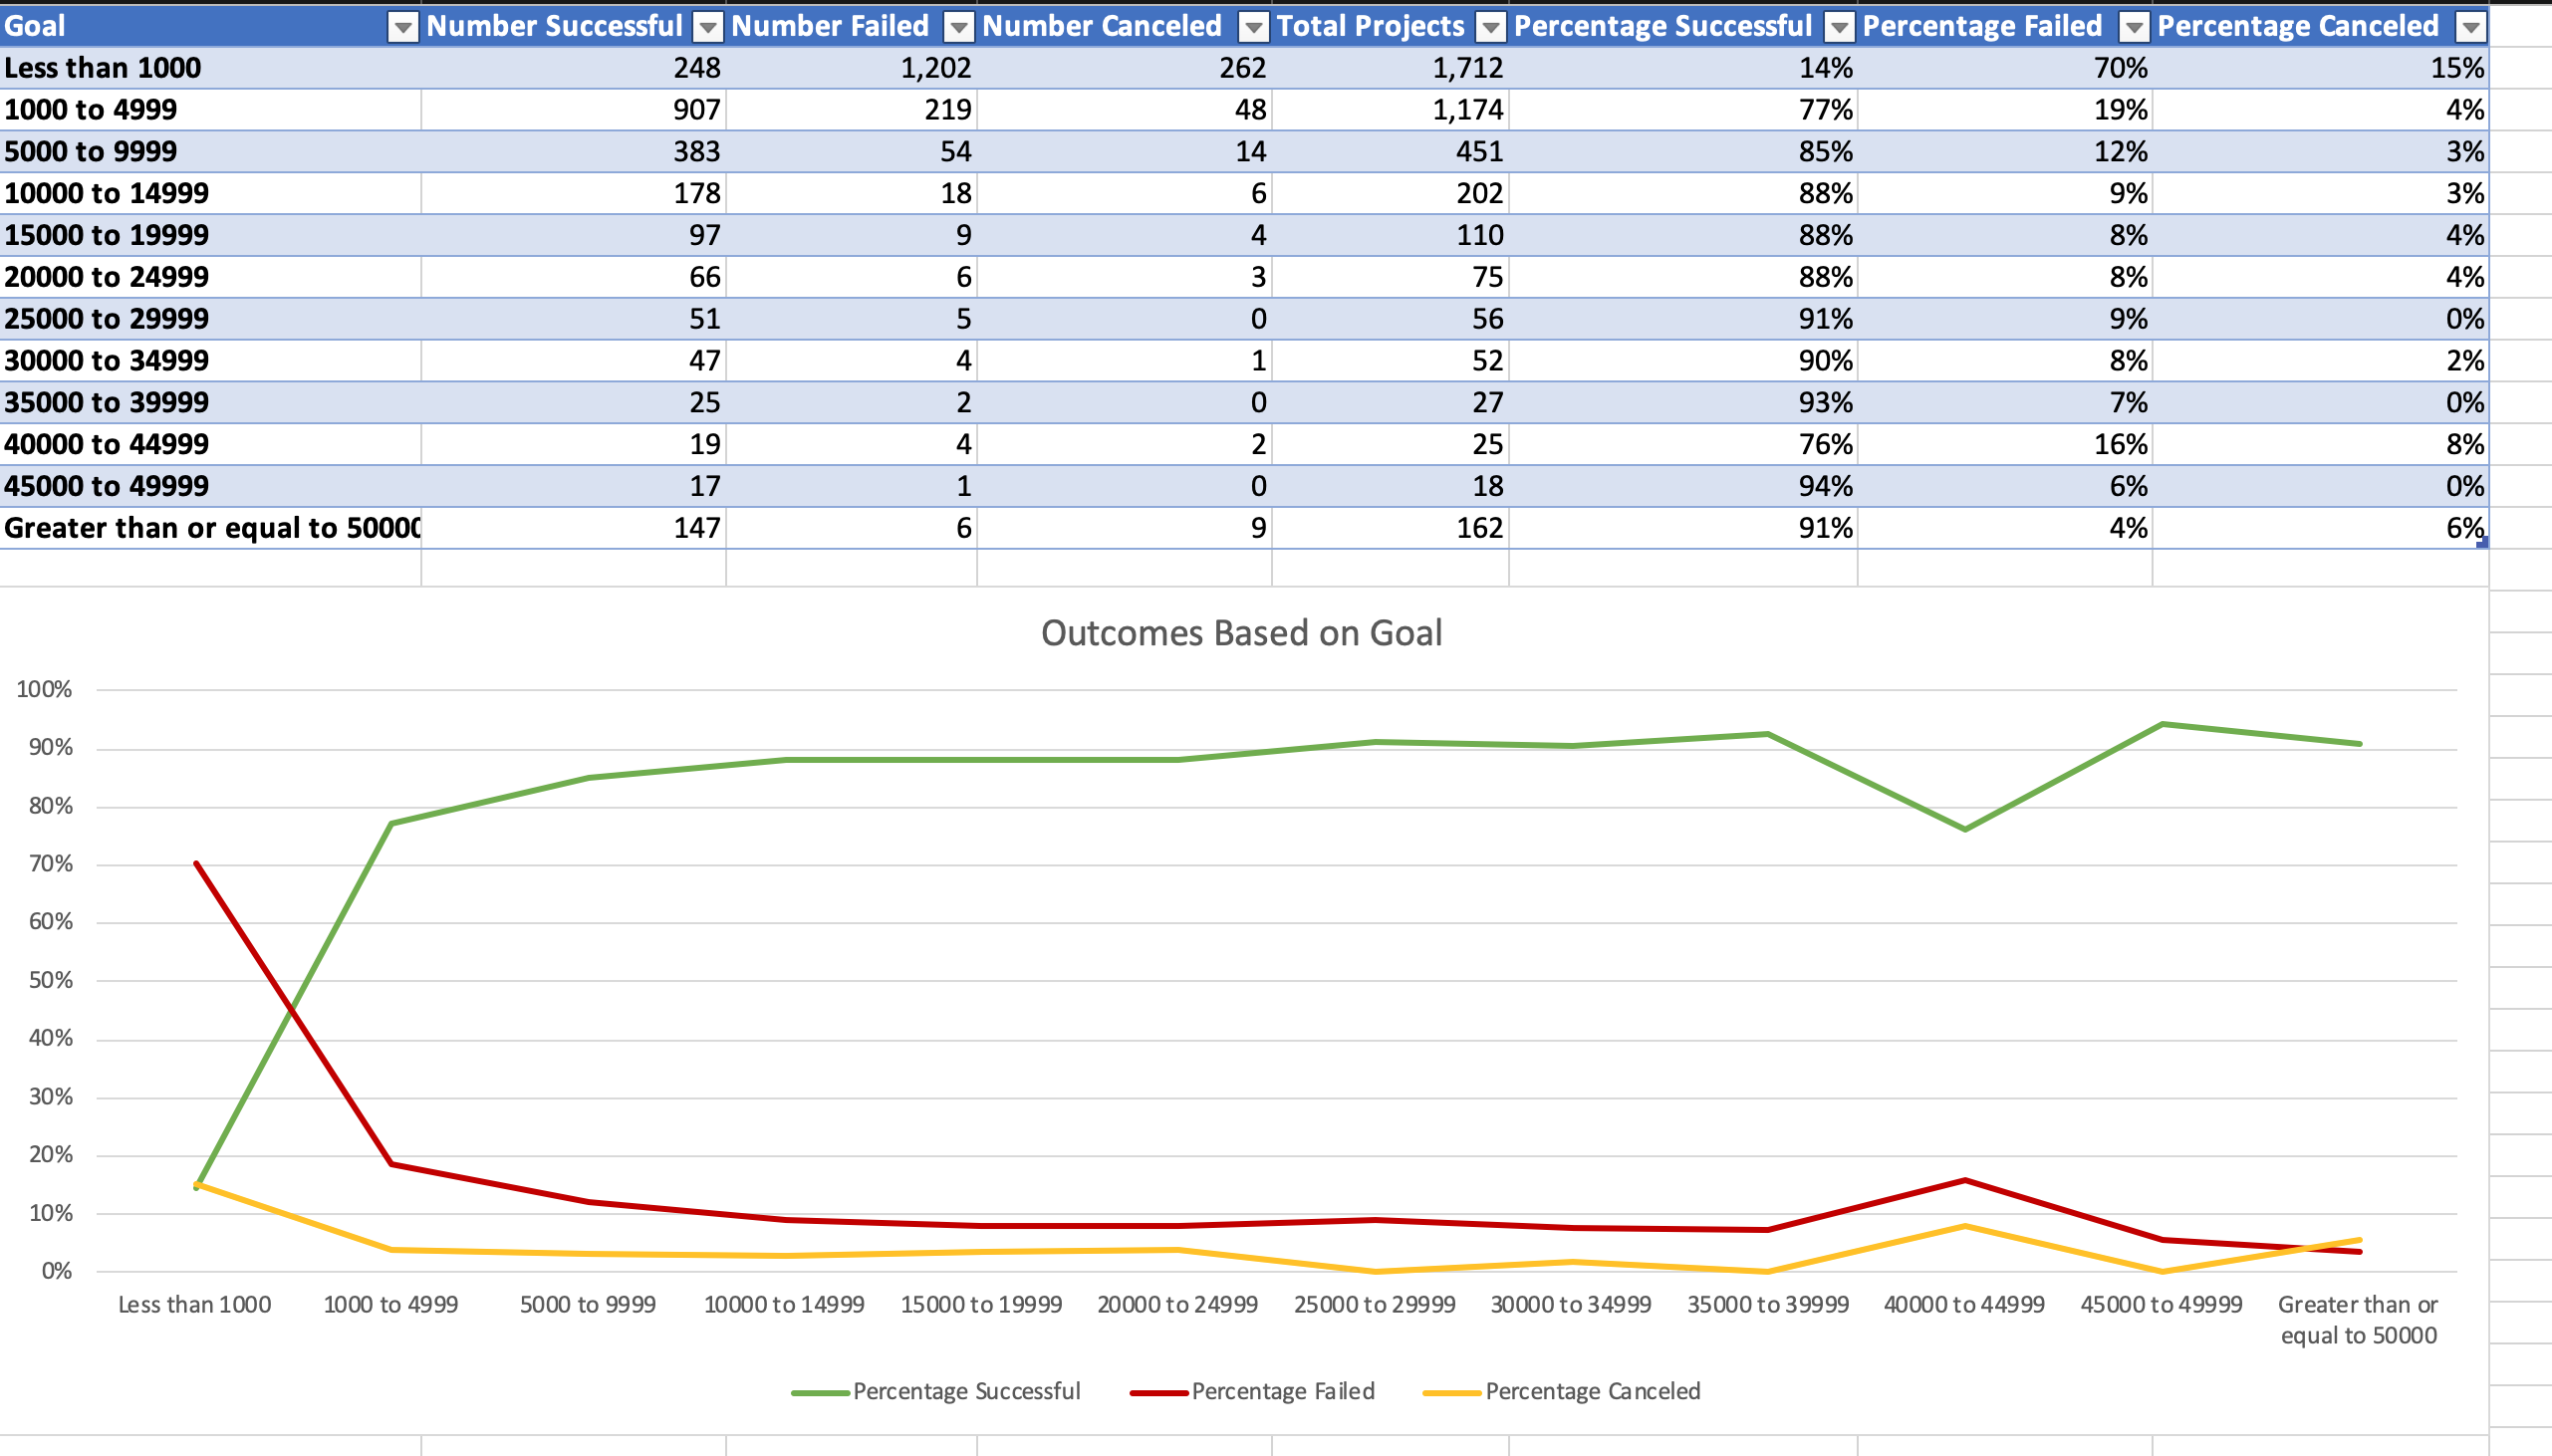 Goal Number Successful Number Failed Number Canceled Total Projects Percentage Successful Percentage Failed Percentage Canceled
Less than 1000 248 1,202 262 1,712 14% 70% 15%
1000 to 4999 907 219 48 1,174 77% 19% 4%
5000 to 9999 383 54 14 451 85% 12% 3%
10000 to 14999 178 18 6 202 88% 9% 3%
15000 to 19999 97 9 4 110 88% 8% 4%
20000 to 24999 66 6 3 75 88% 8% 4%
25000 to 29999 51 5 0 56 91% 9% 0%
30000 to 34999 47 4 1 52 90% 8% 2%
35000 to 39999 25 2 0 27 93% 7% 0%
40000 to 44999 19 4 2 25 76% 16% 8%
45000 to 49999 17 1 0 18 94% 6% 0%
Greater than or equal to 50000 147 6 9 162 91% 4% 6%
Outcomes Based on Goal
100%
90%
80%
70%
60%
50%
40%
30%
20%
10%
0%
Less than 1000 1000 to 4999 5000 to 9999 10000 to 14999 15000 to 19999 20000 to 24999 25000 to 29999 30000 to 34999 35000 to 39999 40000 to 44999 45000 to 49999 Greater than or
equal to 50000
Percentage Successful Percentage Failed Percentage Canceled